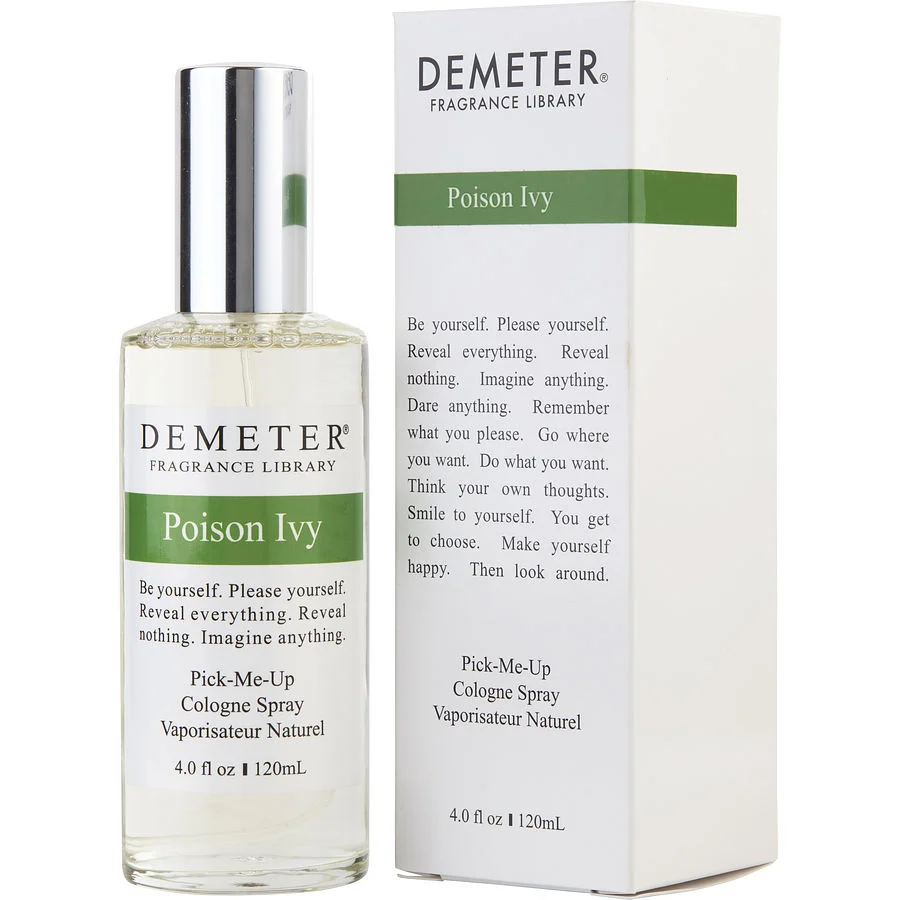 DEMETER®
FRAGRANCE LIBRARY
Poison Ivy
Be yourself. Please yourself.
Reveal everything. Reveal
nothing. Imagine anything.
Pick-Me-Up
Cologne Spray
Vaporisateur Naturel
4.0 fl oz | 120mL
DEMETER®
FRAGRANCE LIBRARY
Poison Ivy
Be yourself. Please yourself.
Reveal everything. Reveal
nothing. Imagine anything.
Dare anything. Remember
what you please. Go where
you want. Do what you want.
Think your own thoughts.
Smile to yourself. You get
to choose. Make yourself
happy. Then look around.
Pick-Me-Up
Cologne Spray
Vaporisateur Naturel
4.0 fl oz | 120mL